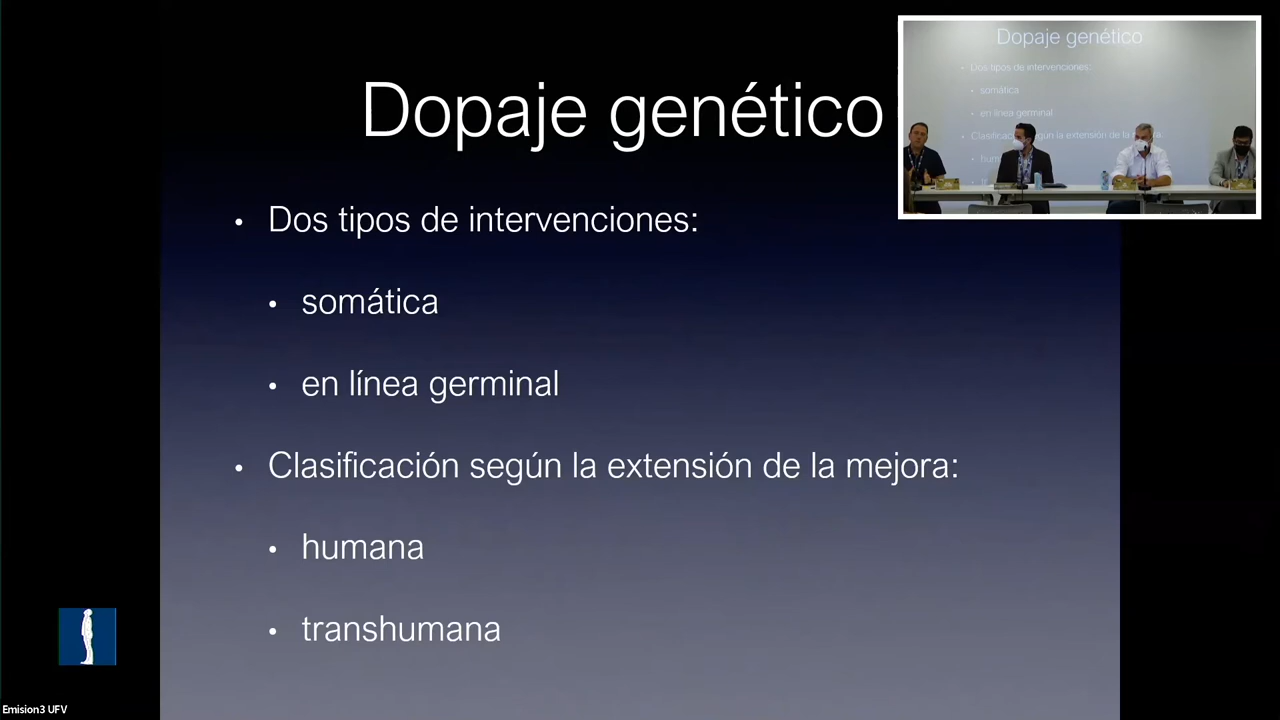 Dopaje genético
• Dos tipos de intervenciones:
• somática
• en línea germinal
• Clasificación según la extensión de la mejora:
• humana
• transhumana
Dopaje genético
• Dos tipos de intervenciones:
• somática
• en línea germinal
Emision3 UFV